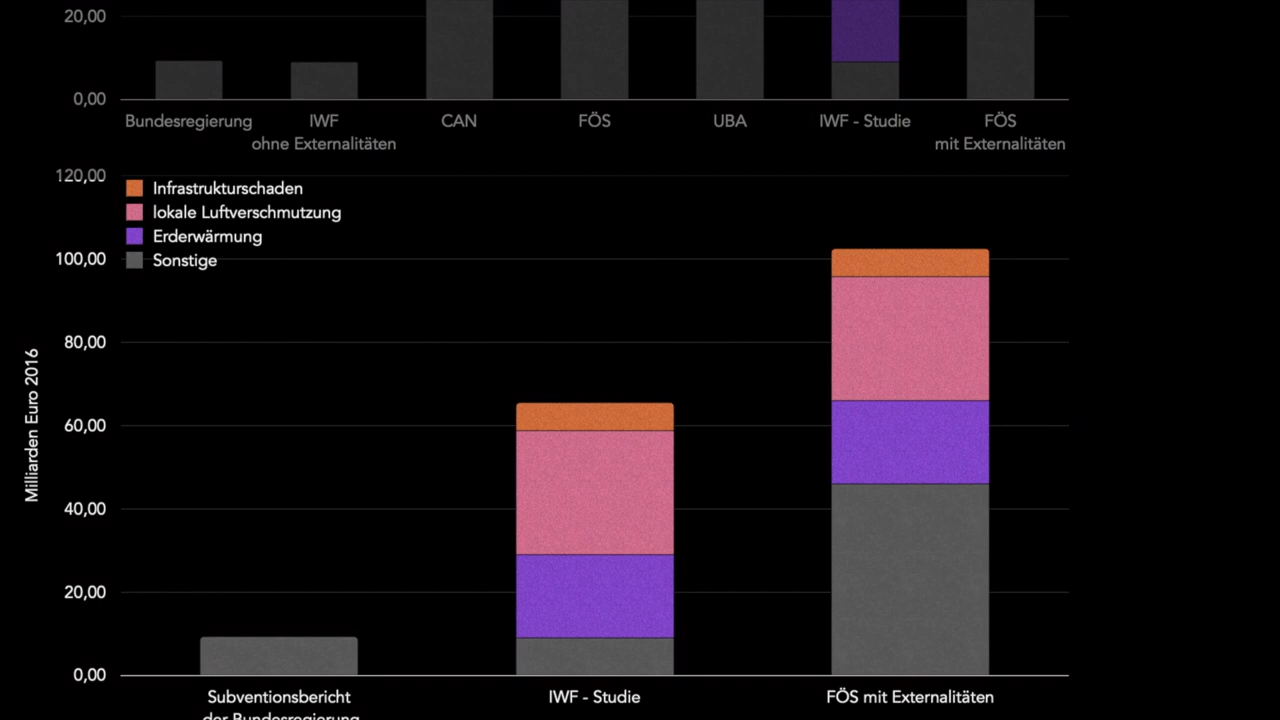 20,00
0,00
Bundesregierung
IWF
ohne Externalitäten
CAN
FÖS
UBA
IWF - Studie
FÖS
mit Externalitäten
120,00
Infrastrukturschaden
lokale Luftverschmutzung
Erderwärmung
100,00
Sonstige
80,00
Milliarden Euro 2016
60,00
40,00
20,00
0,00
Subventionsbericht
der Bundesregierung
IWF - Studie
FÖS mit Externalitäten